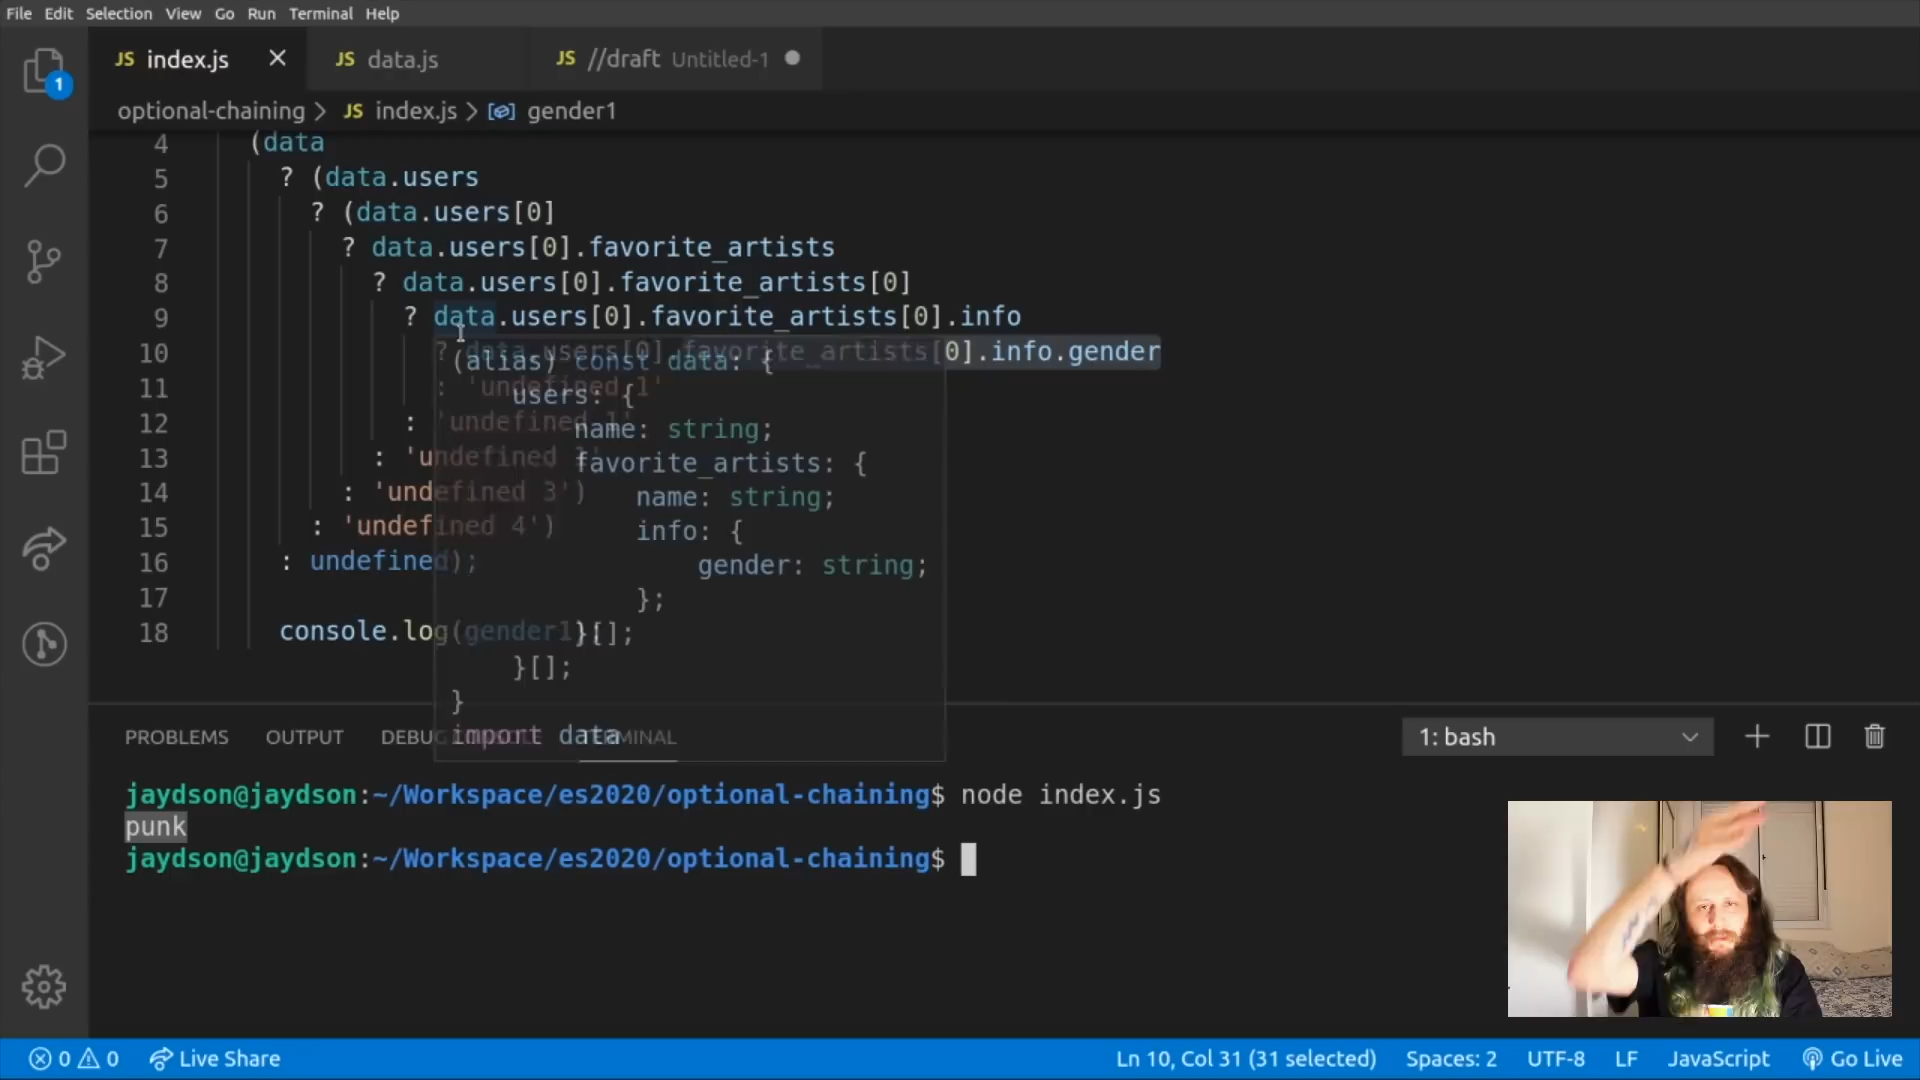 File Edit Selection View Go Run Terminal Help
JS index.js JS data.js JS //draft Untitled-1
optional-chaining > JS index.js > gender1
4 (data
5 ? (data.users
6 ? (data.users[0]
7 ? data.users[0].favorite_artists
8 ? data.users[0].favorite_artists[0]
9 ? data.users[0].favorite_artists[0].info
10 ? data.users[0].favorite_artists[0].info.gender
(alias) const data: {
11 : 'undefined 1'
users: {
12 : 'undefined 1'
name: string;
13 : 'undefined
favorite_artists: {
14 : 'undefined 3')
name: string;
15 : 'undefined 4')
info: {
16 : undefined);
gender: string;
17
};
18 console.log(gender1);
}[];
}[];
}
import data
PROBLEMS OUTPUT DEBUG CONSOLE TERMINAL 1: bash
jaydson@jaydson:~/Workspace/es2020/optional-chaining$ node index.js
punk
jaydson@jaydson:~/Workspace/es2020/optional-chaining$
0 0 Live Share Ln 10, Col 31 (31 selected) Spaces: 2 UTF-8 LF JavaScript Go Live
1